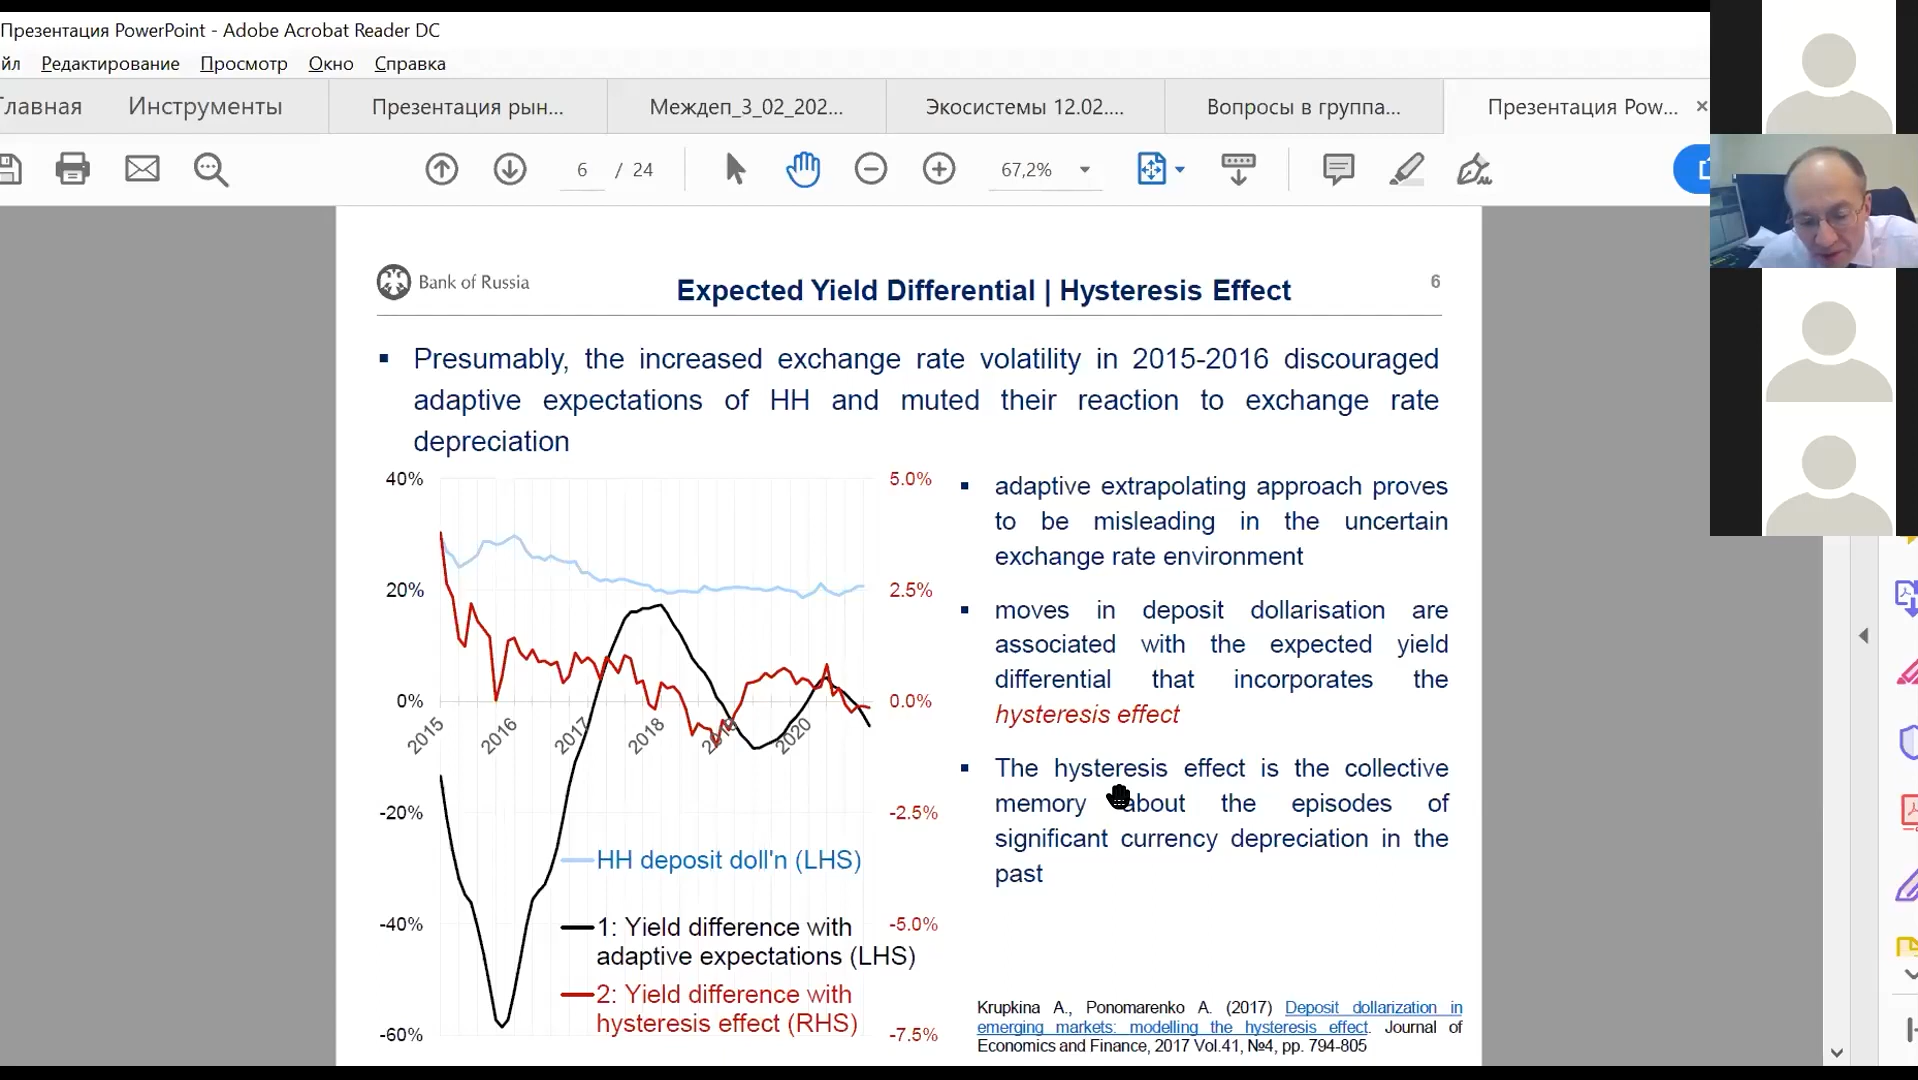 Презентация PowerPoint - Adobe Acrobat Reader DC
йл Редактирование Просмотр Окно Справка
Главная Инструменты Презентация рын... Междеп_3_02_202... Экосистемы 12.02.... Вопросы в группа... Презентация Pow... ×
6 / 24 67,2%
Bank of Russia
Expected Yield Differential | Hysteresis Effect
6
▪ Presumably, the increased exchange rate volatility in 2015-2016 discouraged
adaptive expectations of HH and muted their reaction to exchange rate
depreciation
40%
20%
0%
-20%
-40%
-60%
5.0%
2.5%
0.0%
-2.5%
-5.0%
-7.5%
2015 2016 2017 2018 2019 2020
HH deposit doll'n (LHS)
1: Yield difference with
adaptive expectations (LHS)
2: Yield difference with
hysteresis effect (RHS)
▪ adaptive extrapolating approach proves
to be misleading in the uncertain
exchange rate environment
▪ moves in deposit dollarisation are
associated with the expected yield
differential that incorporates the
hysteresis effect
▪ The hysteresis effect is the collective
memory about the episodes of
significant currency depreciation in the
past
Krupkina A., Ponomarenko A. (2017) Deposit dollarization in
emerging markets: modelling the hysteresis effect. Journal of
Economics and Finance, 2017 Vol.41, №4, pp. 794-805